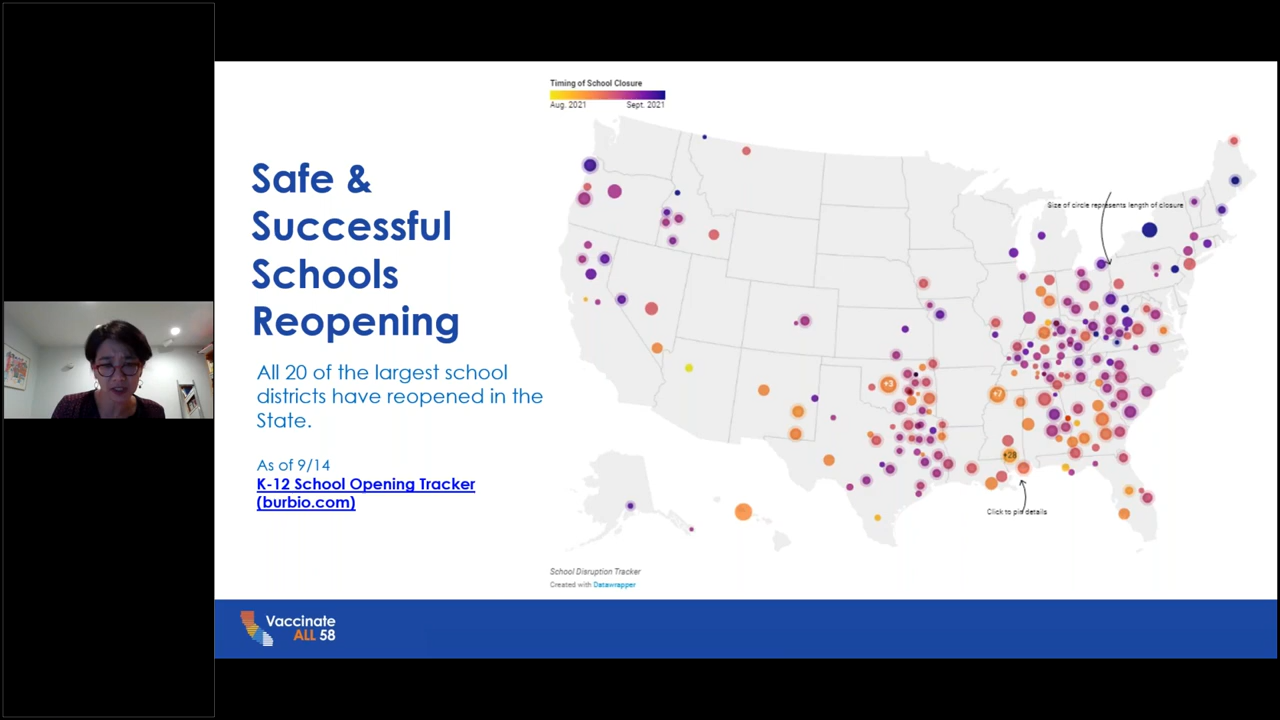 Timing of School Closure
Aug. 2021 Sept. 2021
Safe &
Successful
Schools
Reopening
All 20 of the largest school
districts have reopened in the
State.
As of 9/14
K-12 School Opening Tracker
(burbio.com)
Size of circle represents length of closure
+3
+7
+28
Click to pin details
School Disruption Tracker
Created with Datawrapper
Vaccinate
ALL 58